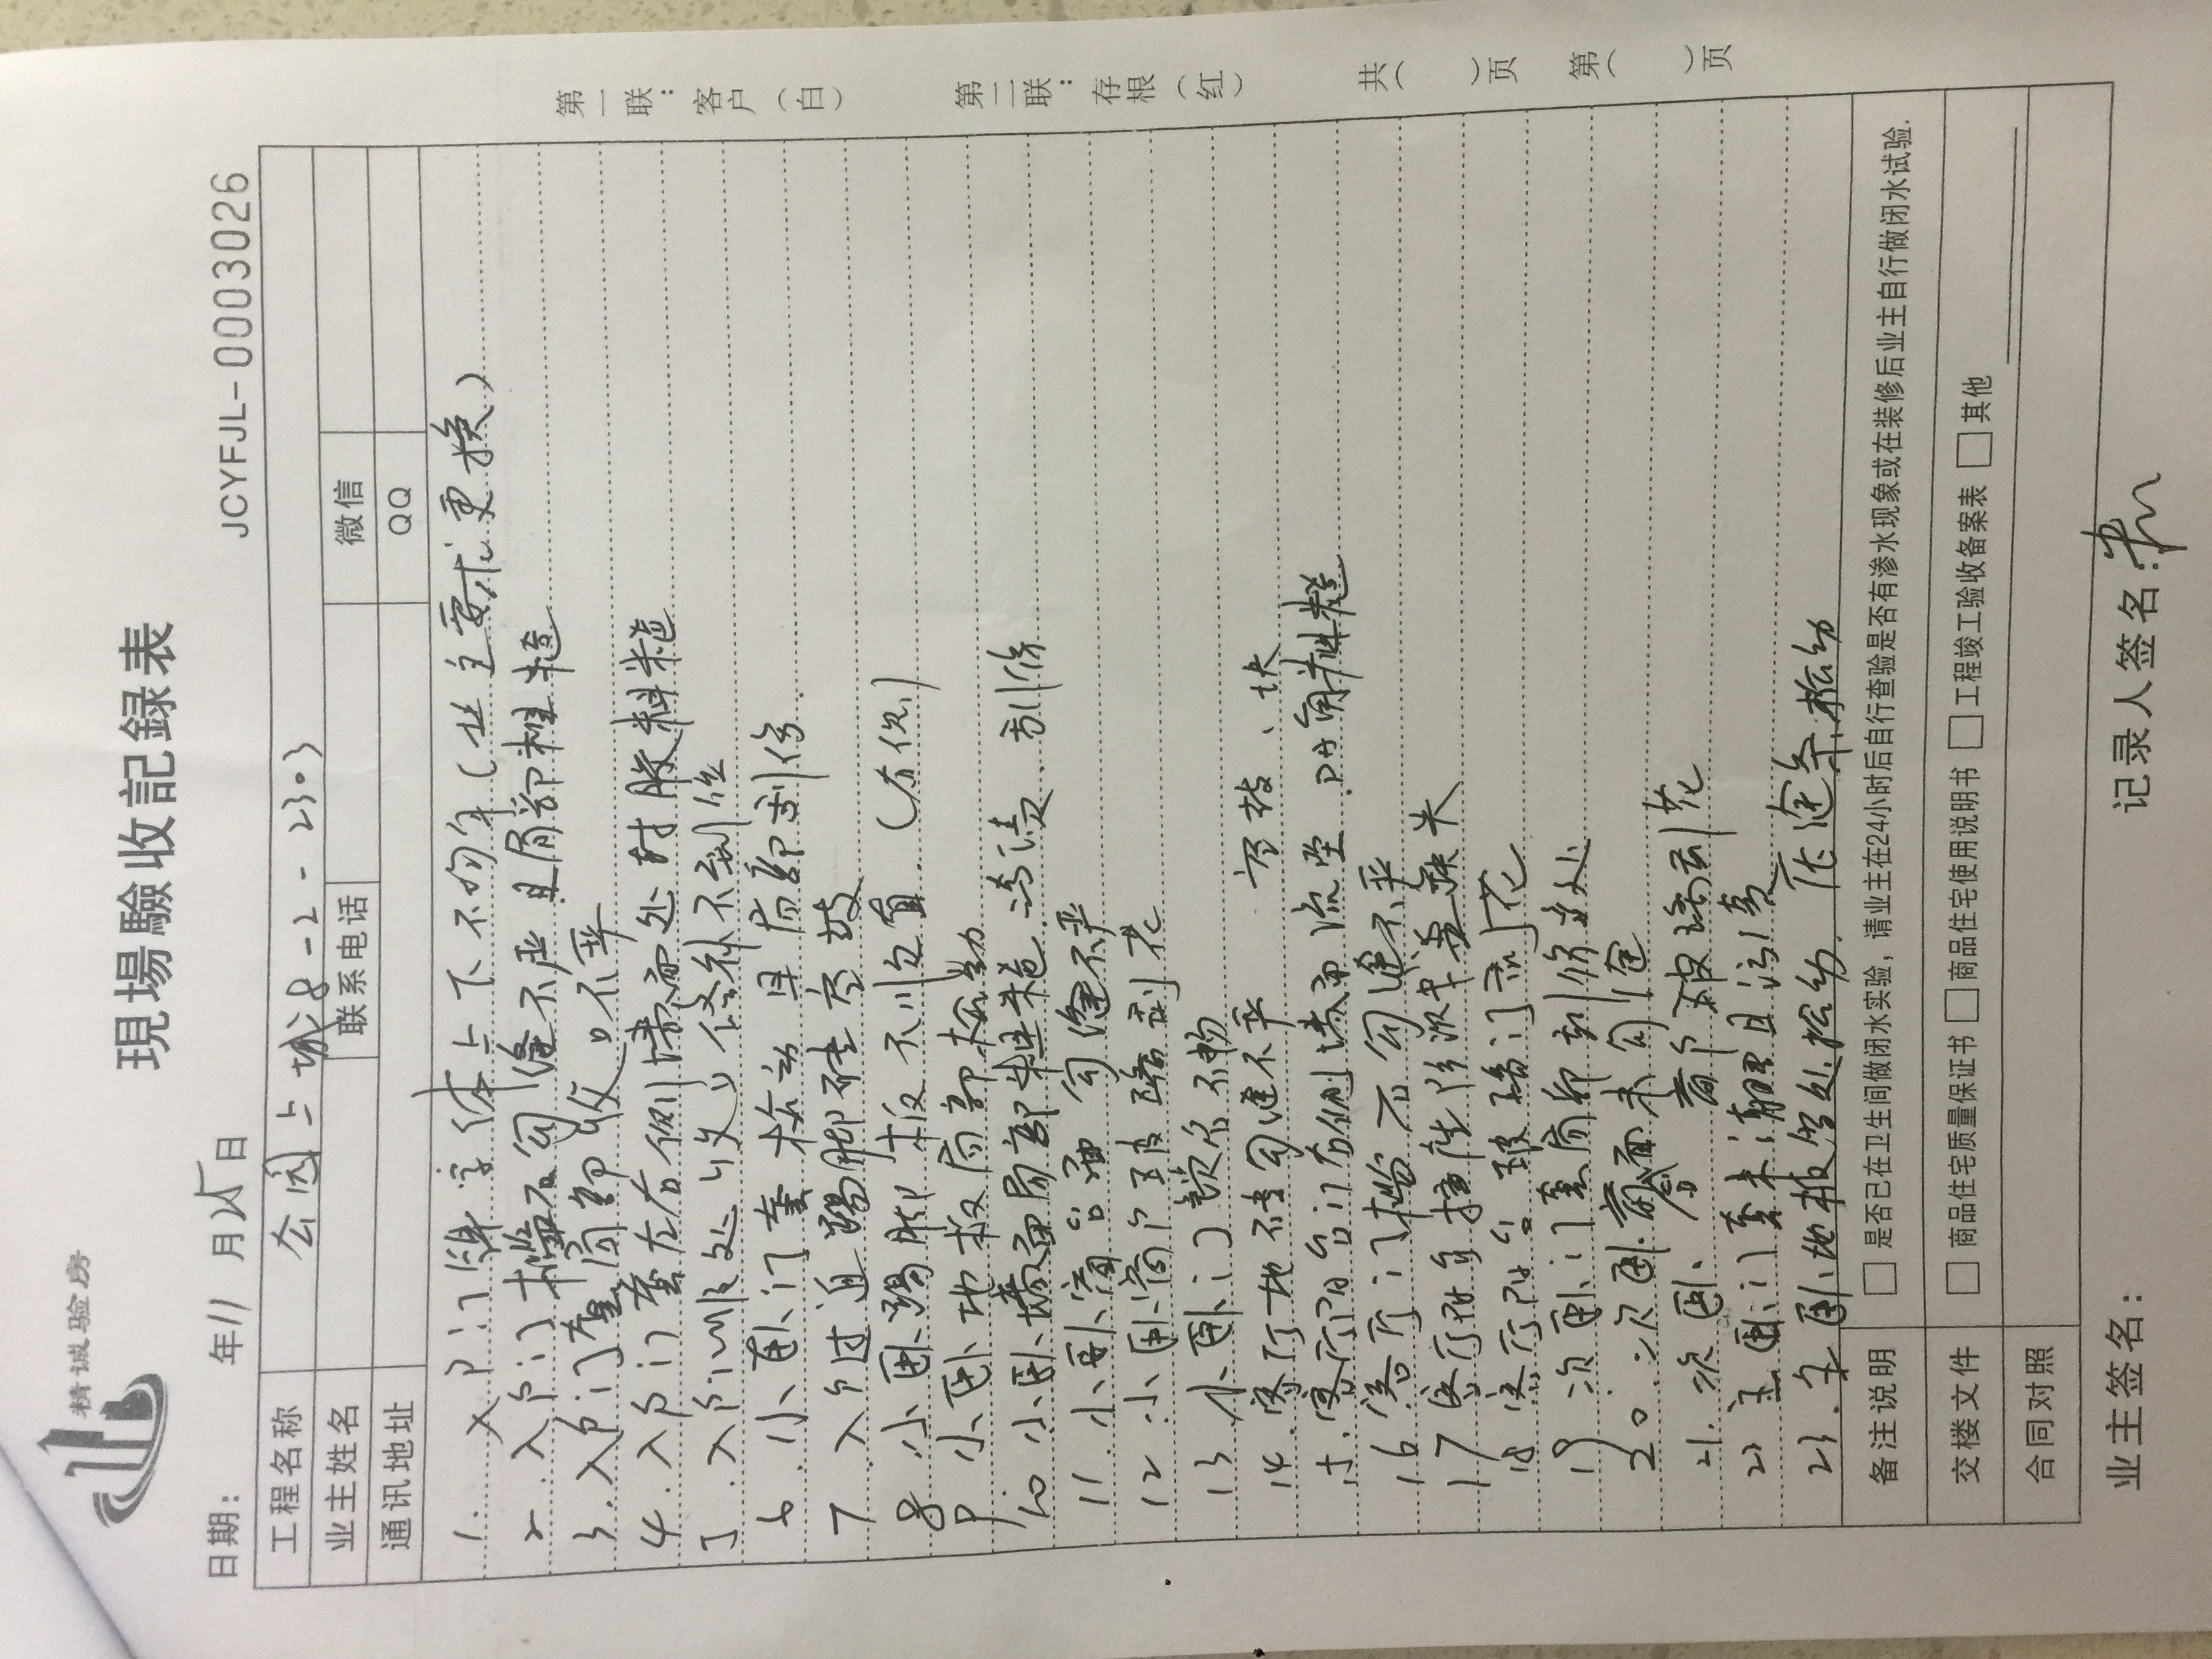 精诚验房
現場驗收記録表
日期： 年11月25日 JCYFJL-0003026
工程名称 公园上城8-2-2303
业主姓名 联系电话 微信
通讯地址 QQ
1. 入户门牌字体上下不均匀(业主要求更换)
2. 入户门槛石勾缝不严且局部粗糙
3. 入户门套局部收口不严
4. 入户门套左右侧墙面处封胶粗糙
5. 入户门顶处收口修补不到位
6. 小卧门套松动且局部刮伤.
7 入户过道踢脚砖空鼓
8. 小卧踢脚板不顺直.(右侧)
9. 小卧地板局部松动
10 小卧墙面局部粗糙、污渍、刮伤
11. 小卧窗台面勾缝不严
12 小卧窗户玻璃刮花
13 小卧门锁 不畅
14. 客厅地砖勾缝不严 空鼓、块
15. 客厅阳台门右侧墙面流坠.阴角粗糙
16 客厅门槛石勾缝不严
17 客厅阳台插座防溅盖缺失
18 客厅阳台玻璃门刮花
19 次卧门套局部刮伤多处
20. 次卧窗台面未勾缝
21. 次卧 窗户玻璃刮花
22 主卧门套未清理且污渍
23. 主卧地板多处松动. 压缝条松动
备注说明 □ 是否已在卫生间做闭水实验，请业主在24小时后自行查验是否有渗水现象或在装修后业主自行做闭水试验.
交楼文件 □ 商品住宅质量保证书 □ 商品住宅使用说明书 □ 工程竣工验收备案表 □ 其他
合同对照
业主签名： 记录人签名：
第一联：客户（白） 第二联：存根（红） 共（ ）页 第（ ）页